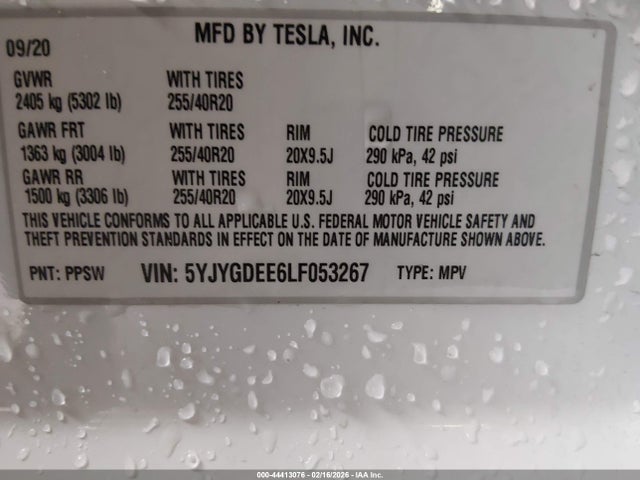 MFD BY TESLA, INC.
09/20
GVWR WITH TIRES
2405 kg (5302 lb) 255/40R20
GAWR FRT WITH TIRES RIM COLD TIRE PRESSURE
1363 kg (3004 lb) 255/40R20 20X9.5J 290 kPa, 42 psi
GAWR RR WITH TIRES RIM COLD TIRE PRESSURE
1500 kg (3306 lb) 255/40R20 20X9.5J 290 kPa, 42 psi
THIS VEHICLE CONFORMS TO ALL APPLICABLE U.S. FEDERAL MOTOR VEHICLE SAFETY AND
THEFT PREVENTION STANDARDS IN EFFECT ON THE DATE OF MANUFACTURE SHOWN ABOVE.
PNT: PPSW VIN: 5YJYGDEE6LF053267 TYPE: MPV
000-44413076 - 02/16/2026 - IAA Inc.